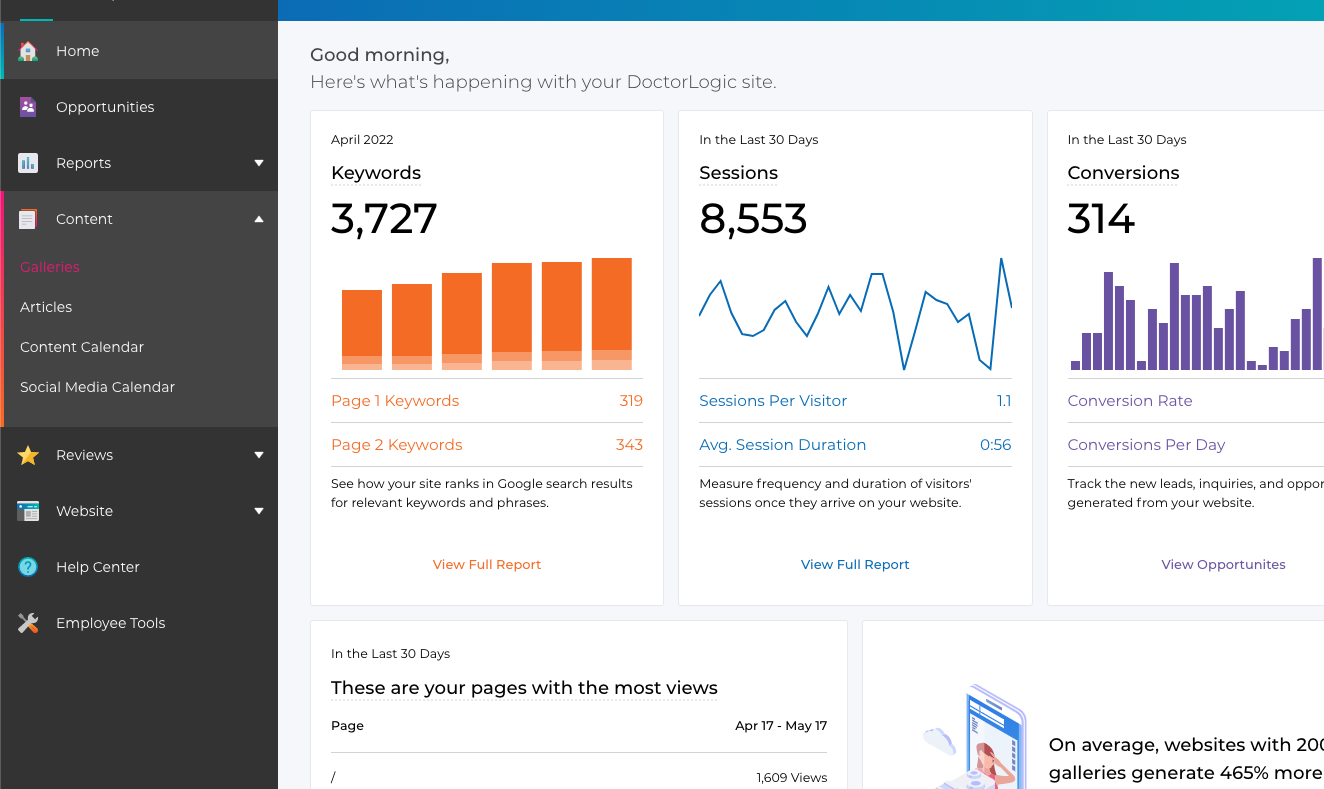 Home
Opportunities
Reports
Content
Galleries
Articles
Content Calendar
Social Media Calendar
Reviews
Website
Help Center
Employee Tools
Good morning,
Here's what's happening with your DoctorLogic site.
April 2022
Keywords
3,727
Page 1 Keywords 319
Page 2 Keywords 343
See how your site ranks in Google search results
for relevant keywords and phrases.
View Full Report
In the Last 30 Days
Sessions
8,553
Sessions Per Visitor 1.1
Avg. Session Duration 0:56
Measure frequency and duration of visitors'
sessions once they arrive on your website.
View Full Report
In the Last 30 Days
Conversions
314
Conversion Rate
Conversions Per Day
Track the new leads, inquiries, and oppor
generated from your website.
View Opportunites
In the Last 30 Days
These are your pages with the most views
Page Apr 17 - May 17
/ 1,609 Views
On average, websites with 200
galleries generate 465% more